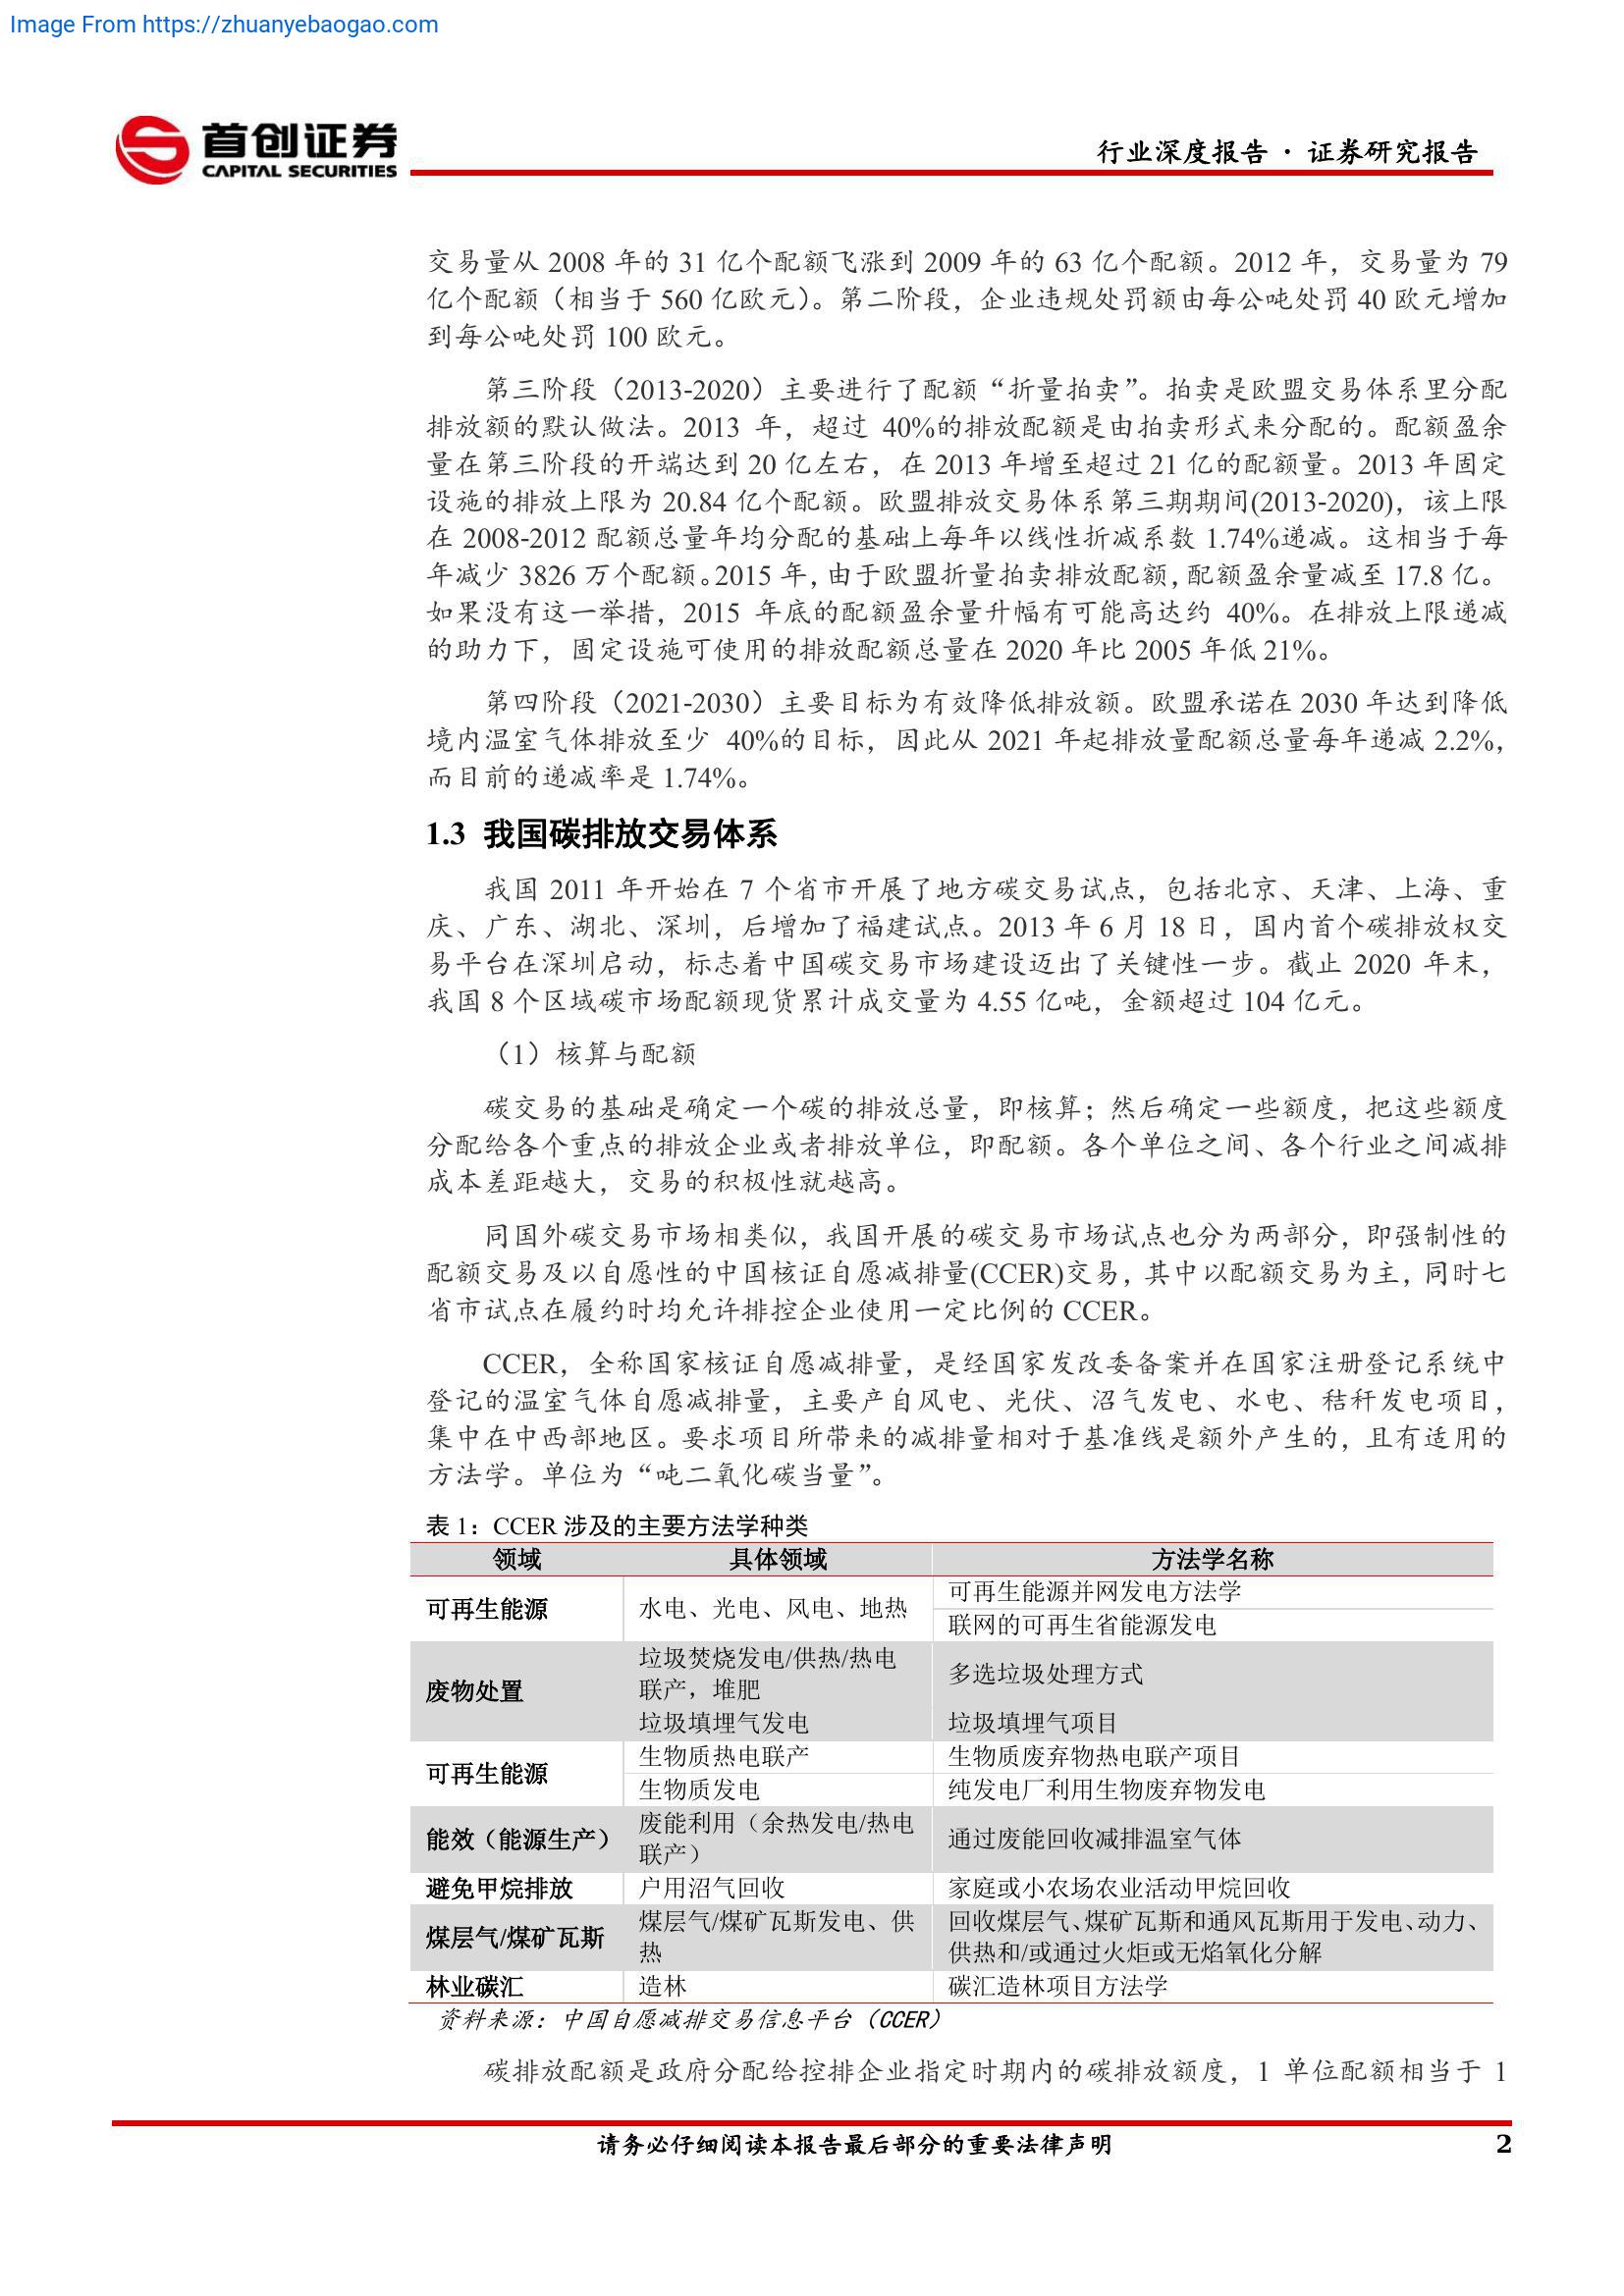 Image From https://zhuanyebaogao.com
首创证券
CAPITAL SECURITIES
行业深度报告 · 证券研究报告
交易量从 2008 年的 31 亿个配额飞涨到 2009 年的 63 亿个配额。2012 年，交易量为 79
亿个配额（相当于 560 亿欧元）。第二阶段，企业违规处罚额由每公吨处罚 40 欧元增加
到每公吨处罚 100 欧元。
第三阶段（2013-2020）主要进行了配额“折量拍卖”。拍卖是欧盟交易体系里分配
排放额的默认做法。2013 年，超过 40%的排放配额是由拍卖形式来分配的。配额盈余
量在第三阶段的开端达到 20 亿左右，在 2013 年增至超过 21 亿的配额量。2013 年固定
设施的排放上限为 20.84 亿个配额。欧盟排放交易体系第三期期间(2013-2020)，该上限
在 2008-2012 配额总量年均分配的基础上每年以线性折减系数 1.74%递减。这相当于每
年减少 3826 万个配额。2015 年，由于欧盟折量拍卖排放配额，配额盈余量减至 17.8 亿。
如果没有这一举措，2015 年底的配额盈余量升幅有可能高达约 40%。在排放上限递减
的助力下，固定设施可使用的排放配额总量在 2020 年比 2005 年低 21%。
第四阶段（2021-2030）主要目标为有效降低排放额。欧盟承诺在 2030 年达到降低
境内温室气体排放至少 40%的目标，因此从 2021 年起排放量配额总量每年递减 2.2%，
而目前的递减率是 1.74%。
1.3 我国碳排放交易体系
我国 2011 年开始在 7 个省市开展了地方碳交易试点，包括北京、天津、上海、重
庆、广东、湖北、深圳，后增加了福建试点。2013 年 6 月 18 日，国内首个碳排放权交
易平台在深圳启动，标志着中国碳交易市场建设迈出了关键性一步。截止 2020 年末，
我国 8 个区域碳市场配额现货累计成交量为 4.55 亿吨，金额超过 104 亿元。
（1）核算与配额
碳交易的基础是确定一个碳的排放总量，即核算；然后确定一些额度，把这些额度
分配给各个重点的排放企业或者排放单位，即配额。各个单位之间、各个行业之间减排
成本差距越大，交易的积极性就越高。
同国外碳交易市场相类似，我国开展的碳交易市场试点也分为两部分，即强制性的
配额交易及以自愿性的中国核证自愿减排量(CCER)交易，其中以配额交易为主，同时七
省市试点在履约时均允许排控企业使用一定比例的 CCER。
CCER，全称国家核证自愿减排量，是经国家发改委备案并在国家注册登记系统中
登记的温室气体自愿减排量，主要产自风电、光伏、沼气发电、水电、秸秆发电项目，
集中在中西部地区。要求项目所带来的减排量相对于基准线是额外产生的，且有适用的
方法学。单位为“吨二氧化碳当量”。
表 1：CCER 涉及的主要方法学种类
领域 具体领域 方法学名称
可再生能源 水电、光电、风电、地热 可再生能源并网发电方法学
联网的可再生省能源发电
废物处置 垃圾焚烧发电/供热/热电
联产，堆肥 多选垃圾处理方式
垃圾填埋气发电 垃圾填埋气项目
可再生能源 生物质热电联产 生物质废弃物热电联产项目
生物质发电 纯发电厂利用生物废弃物发电
能效（能源生产） 废能利用（余热发电/热电
联产） 通过废能回收减排温室气体
避免甲烷排放 户用沼气回收 家庭或小农场农业活动甲烷回收
煤层气/煤矿瓦斯 煤层气/煤矿瓦斯发电、供 回收煤层气、煤矿瓦斯和通风瓦斯用于发电、动力、
热 供热和/或通过火炬或无焰氧化分解
林业碳汇 造林 碳汇造林项目方法学
资料来源：中国自愿减排交易信息平台（CCER）
碳排放配额是政府分配给控排企业指定时期内的碳排放额度，1 单位配额相当于 1
请务必仔细阅读本报告最后部分的重要法律声明 2